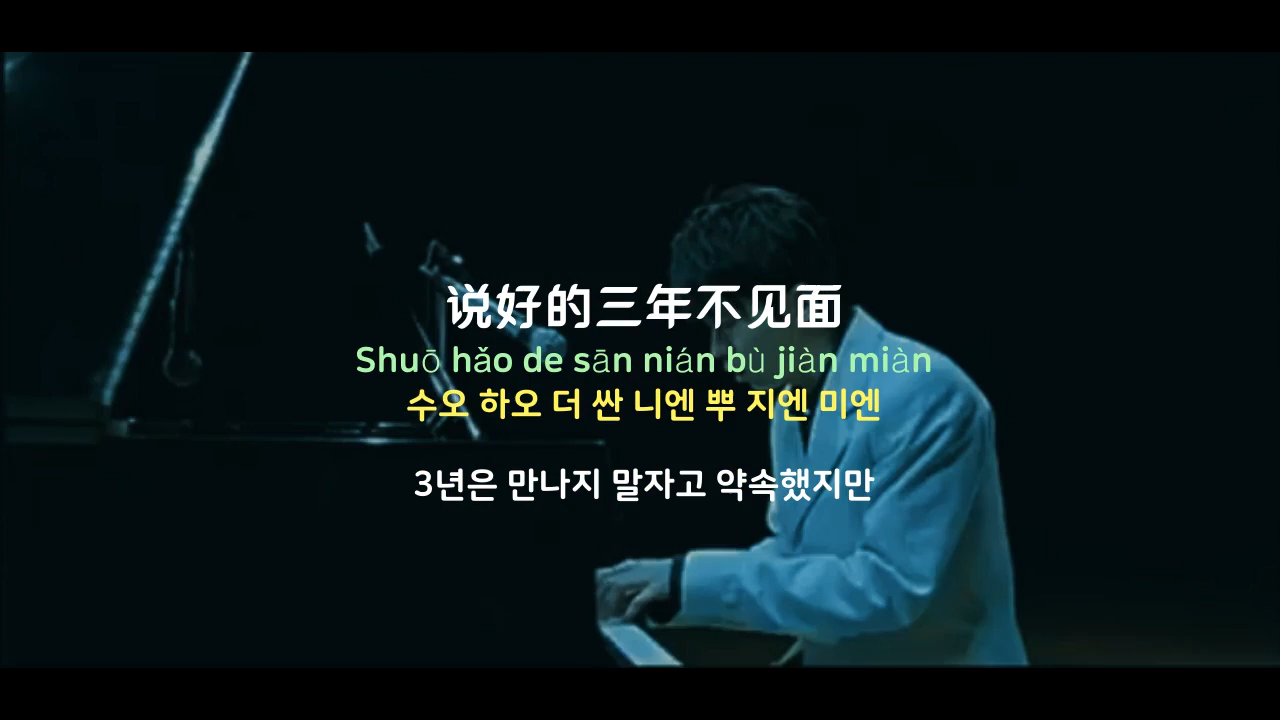 说好的三年不见面
Shuō hǎo de sān nián bù jiàn miàn
수오 하오 더 싼 니엔 뿌 지엔 미엔
3년은 만나지 말자고 약속했지만